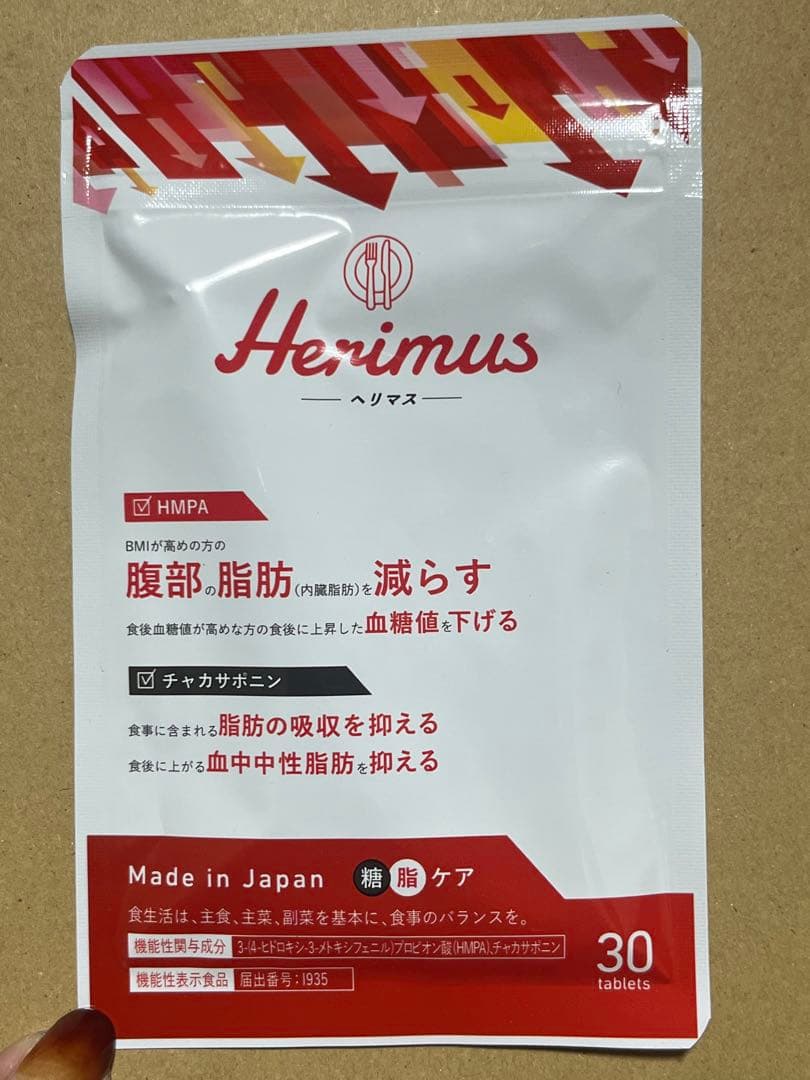 Herimus
ヘリマス
HMPA
BMIが高めの方の
腹部の脂肪(内臓脂肪)を減らす
食後血糖値が高めな方の食後に上昇した血糖値を下げる
チャカサポニン
食事に含まれる脂肪の吸収を抑える
食後に上がる血中中性脂肪を抑える
Made in Japan 糖脂ケア
食生活は、主食、主菜、副菜を基本に、食事のバランスを。
機能性関与成分 3-(4-ヒドロキシ-3-メトキシフェニル)プロピオン酸(HMPA)、チャカサポニン
機能性表示食品 届出番号:I935
30
tablets